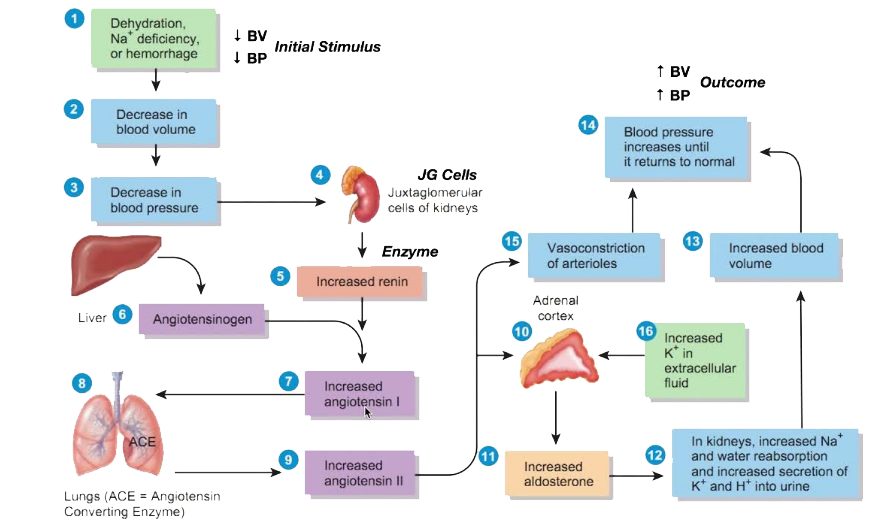 1
Dehydration,
Na+ deficiency,
or hemorrhage
↓ BV
↓ BP
Initial Stimulus
2
Decrease in
blood volume
3
Decrease in
blood pressure
4
JG Cells
Juxtaglomerular
cells of kidneys
Enzyme
5
Increased renin
Liver
6
Angiotensinogen
7
Increased
angiotensin I
8
ACE
Lungs (ACE = Angiotensin
Converting Enzyme)
9
Increased
angiotensin II
10
Adrenal
cortex
11
Increased
aldosterone
12
In kidneys, increased Na+
and water reabsorption
and increased secretion of
K+ and H+ into urine
13
Increased blood
volume
↑ BV
↑ BP
Outcome
14
Blood pressure
increases until
it returns to normal
15
Vasoconstriction
of arterioles
16
Increased
K+ in
extracellular
fluid